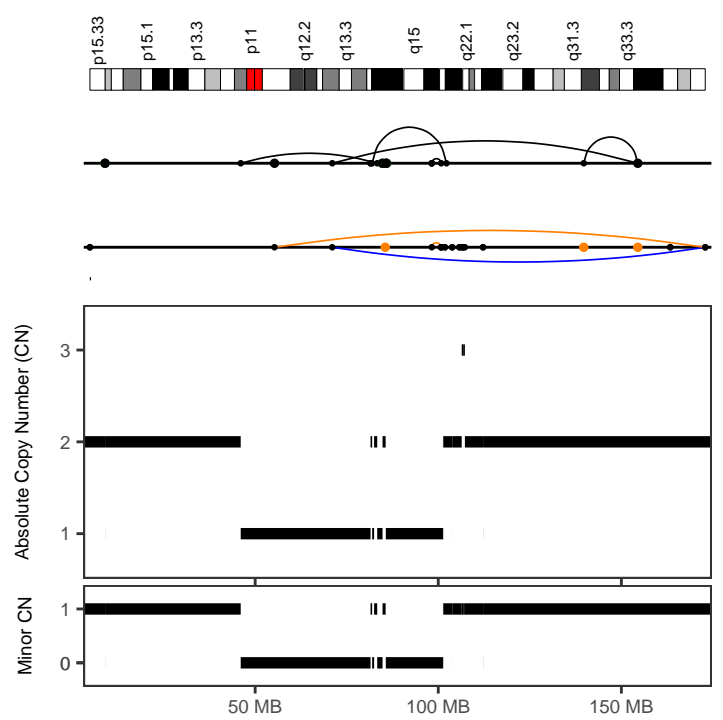 p15.33
p15.1
p13.3
p11
q12.2
q13.3
q15
q22.1
q23.2
q31.3
q33.3
Absolute Copy Number (CN)
3
2
1
Minor CN
1
0
50 MB
100 MB
150 MB